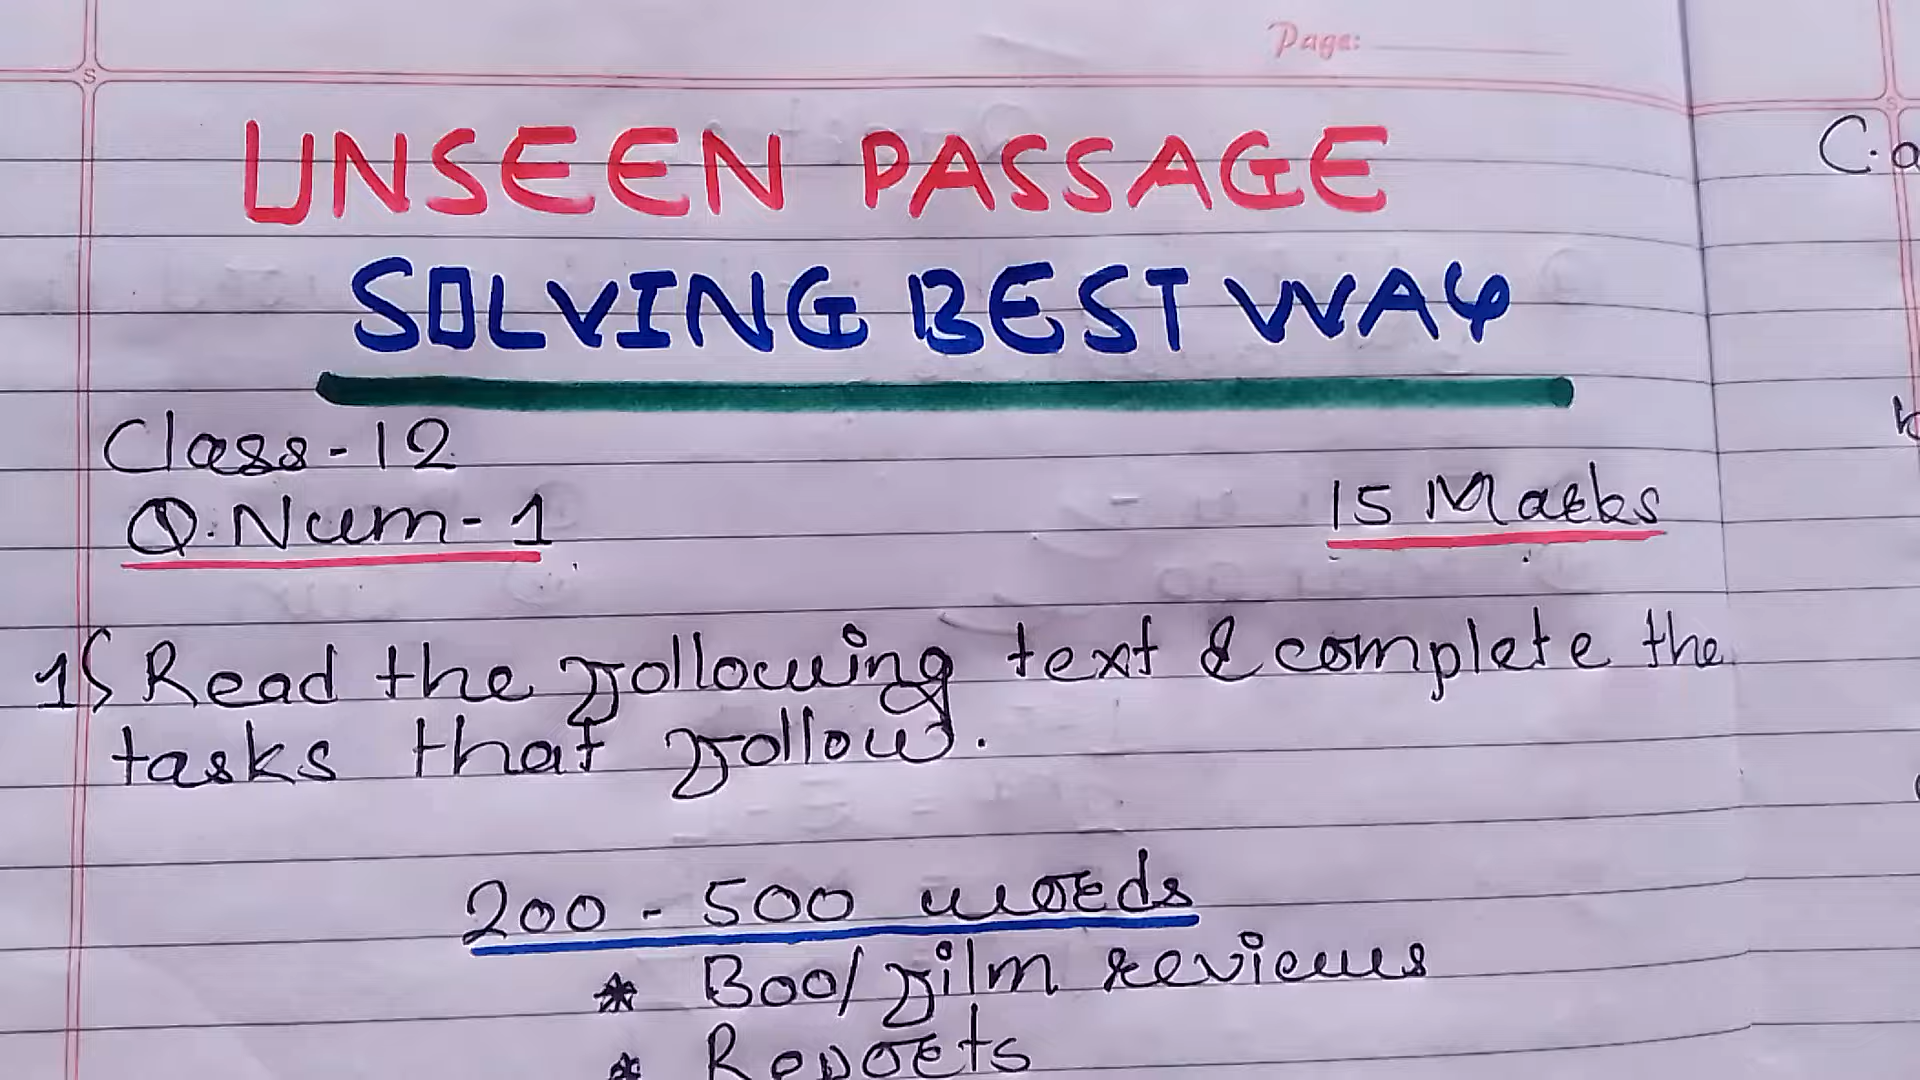 Page:
UNSEEN PASSAGE
SOLVING BEST WAY
Class-12
Q.Num-1
15 Marks
1) Read the following text & complete the
tasks that follow.
200 - 500 words
* Boo/film reviews
* Reports
C.a